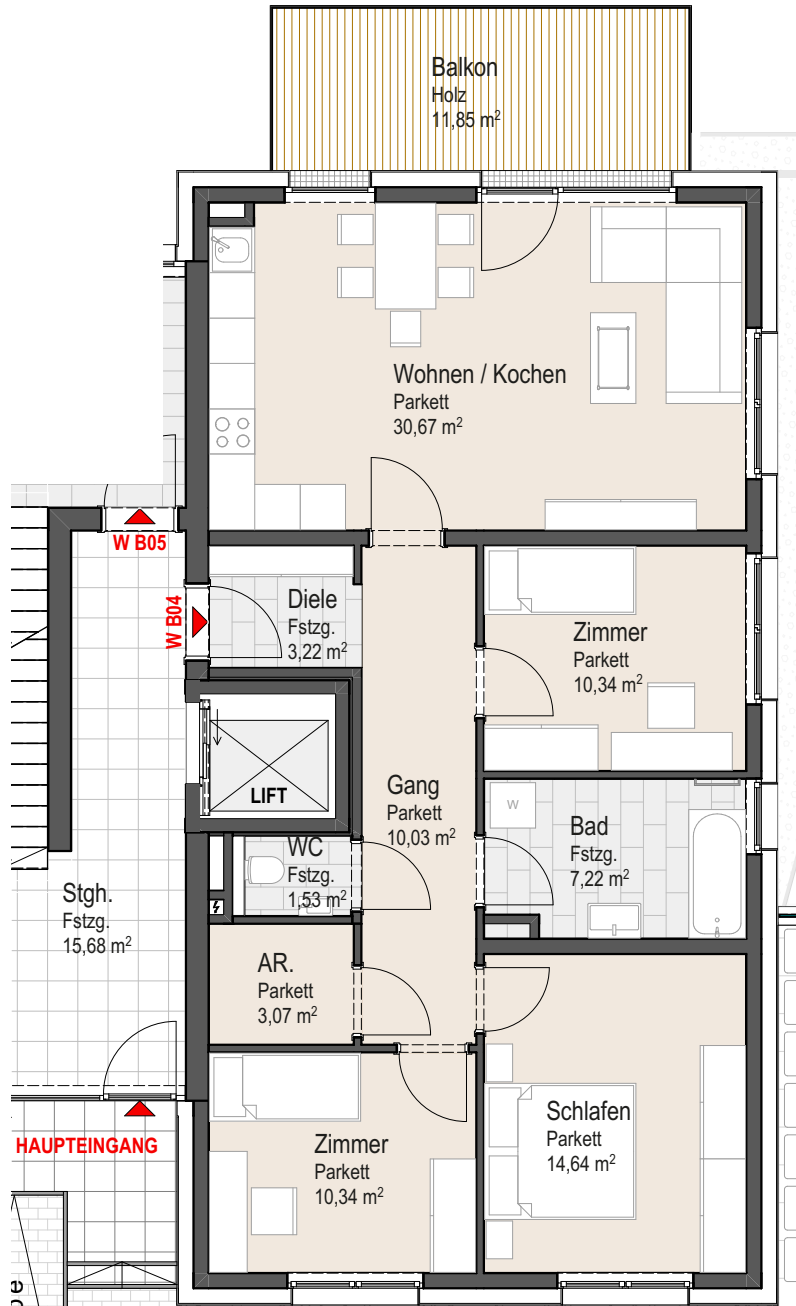 Balkon
Holz
11,85 m²
Wohnen / Kochen
Parkett
30,67 m²
W B05
W B04
Diele
Fstzg.
3,22 m²
Zimmer
Parkett
10,34 m²
LIFT
Gang
Parkett
10,03 m²
W
Bad
Fstzg.
7,22 m²
WC
Fstzg.
1,53 m²
Stgh.
Fstzg.
15,68 m²
AR.
Parkett
3,07 m²
HAUPTEINGANG
Zimmer
Parkett
10,34 m²
Schlafen
Parkett
14,64 m²